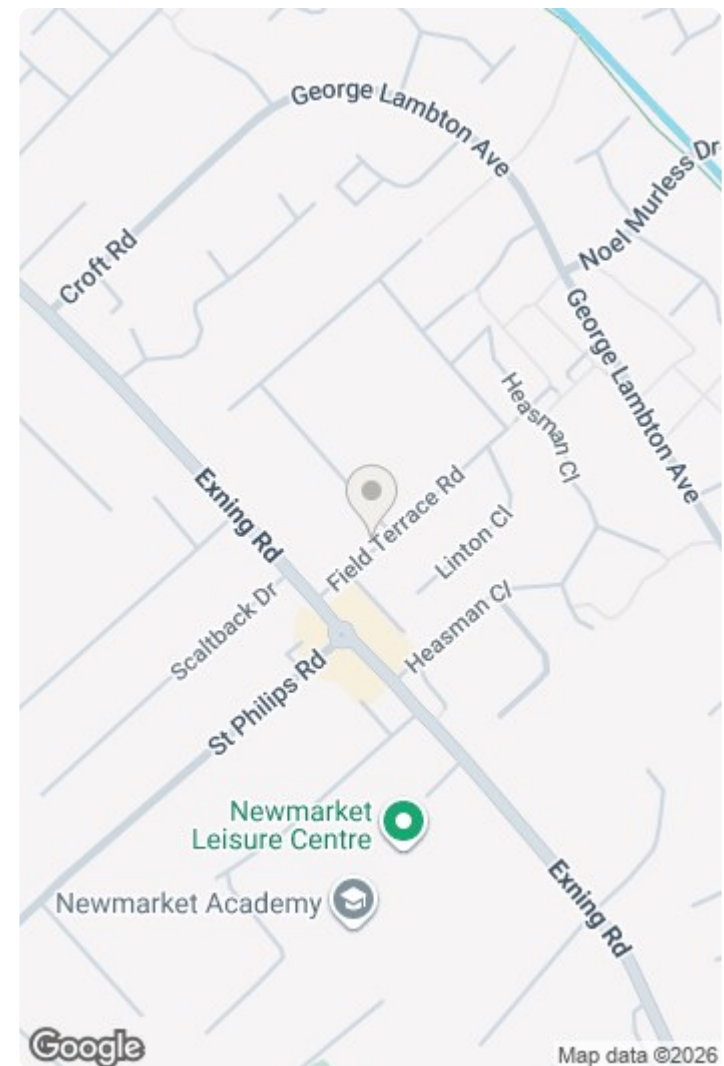 George Lambton Ave
Noel Murless Dr
Croft Rd
George Lambton Ave
Heasman Cl
Exning Rd
Field Terrace Rd
Linton Cl
Scaltback Dr
Heasman Cl
St Philips Rd
Newmarket
Leisure Centre
Newmarket Academy
Exning Rd
Google
Map data ©2026